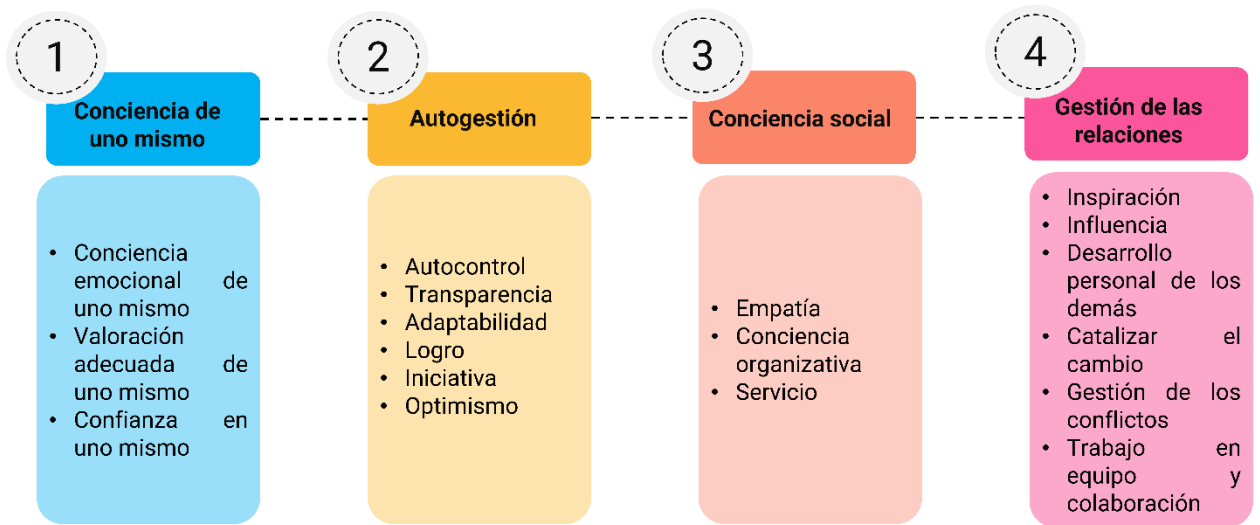 1
Conciencia de
uno mismo
• Conciencia
emocional de
uno mismo
• Valoración
adecuada de
uno mismo
• Confianza en
uno mismo
2
Autogestión
• Autocontrol
• Transparencia
• Adaptabilidad
• Logro
• Iniciativa
• Optimismo
3
Conciencia social
• Empatía
• Conciencia
organizativa
• Servicio
4
Gestión de las
relaciones
• Inspiración
• Influencia
• Desarrollo
personal de los
demás
• Catalizar el
cambio
• Gestión de los
conflictos
• Trabajo en
equipo y
colaboración